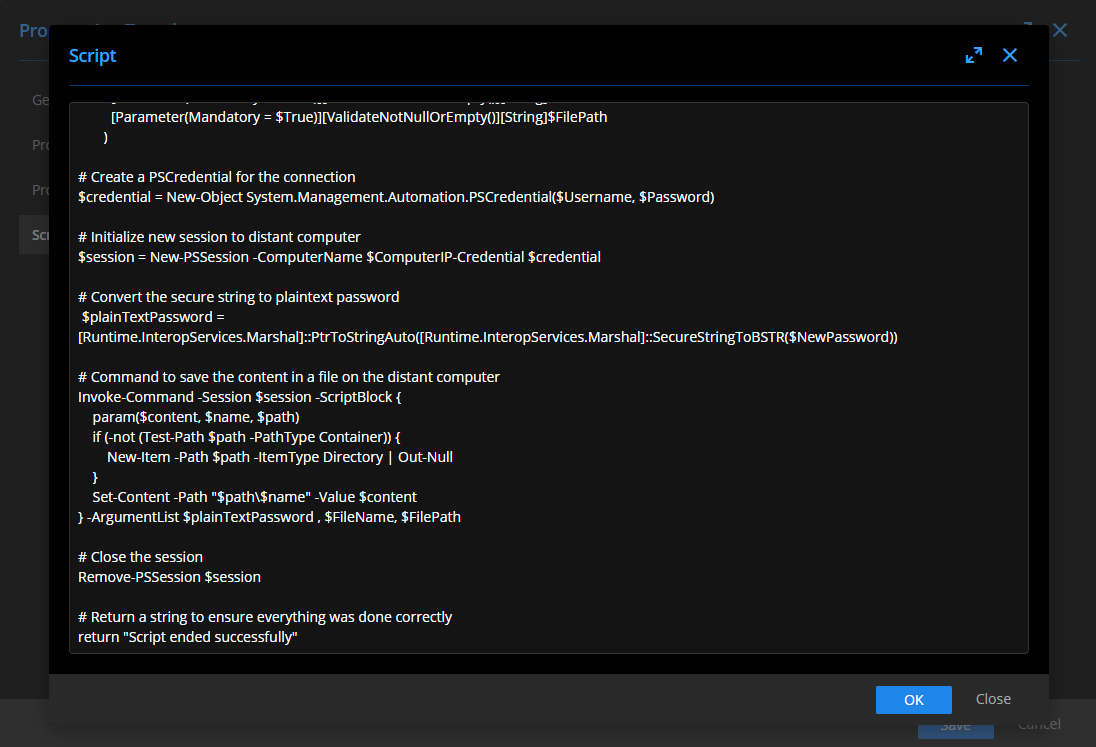 Pro
Script
Ge
Pro
Pro
Scr
[Parameter(Mandatory = $True)][ValidateNotNullOrEmpty()][String]$FilePath
)
# Create a PSCredential for the connection
$credential = New-Object System.Management.Automation.PSCredential($Username, $Password)
# Initialize new session to distant computer
$session = New-PSSession -ComputerName $ComputerIP-Credential $credential
# Convert the secure string to plaintext password
$plainTextPassword =
[Runtime.InteropServices.Marshal]::PtrToStringAuto([Runtime.InteropServices.Marshal]::SecureStringToBSTR($NewPassword))
# Command to save the content in a file on the distant computer
Invoke-Command -Session $session -ScriptBlock {
param($content, $name, $path)
if (-not (Test-Path $path -PathType Container)) {
New-Item -Path $path -ItemType Directory | Out-Null
}
Set-Content -Path "$path\$name" -Value $content
} -ArgumentList $plainTextPassword , $FileName, $FilePath
# Close the session
Remove-PSSession $session
# Return a string to ensure everything was done correctly
return "Script ended successfully"
OK
Close
Save
Cancel